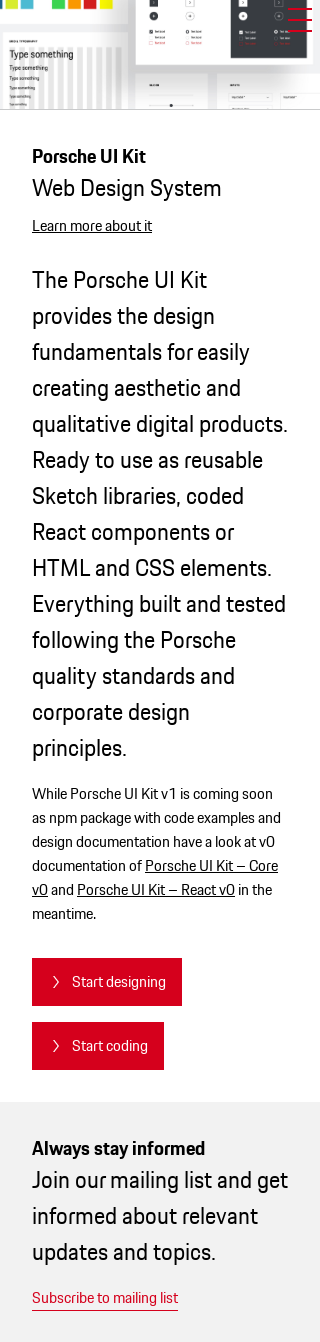 Type something
Type something
Type something
Type something
Type something
Porsche UI Kit
Web Design System
Learn more about it
The Porsche UI Kit
provides the design
fundamentals for easily
creating aesthetic and
qualitative digital products.
Ready to use as reusable
Sketch libraries, coded
React components or
HTML and CSS elements.
Everything built and tested
following the Porsche
quality standards and
corporate design
principles.
While Porsche UI Kit v1 is coming soon
as npm package with code examples and
design documentation have a look at v0
documentation of Porsche UI Kit – Core
v0 and Porsche UI Kit – React v0 in the
meantime.
Start designing
Start coding
Always stay informed
Join our mailing list and get
informed about relevant
updates and topics.
Subscribe to mailing list